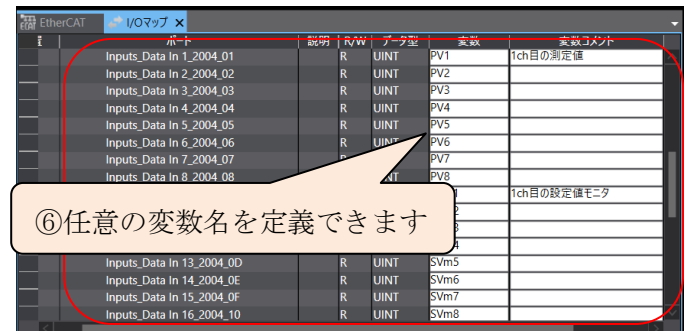 EtherCAT I/Oマップ
ポート 説明 R/W データ型 変数 変数コメント
Inputs_Data In 1_2004_01 R UINT PV1 1ch目の測定値
Inputs_Data In 2_2004_02 R UINT PV2
Inputs_Data In 3_2004_03 R UINT PV3
Inputs_Data In 4_2004_04 R UINT PV4
Inputs_Data In 5_2004_05 R UINT PV5
Inputs_Data In 6_2004_06 R UINT PV6
Inputs_Data In 7_2004_07 PV7
Inputs_Data In 8_2004_08 PV8
1ch目の設定値モニタ
⑥任意の変数名を定義できます
Inputs_Data In 13_2004_0D R UINT SVm5
Inputs_Data In 14_2004_0E R UINT SVm6
Inputs_Data In 15_2004_0F R UINT SVm7
Inputs_Data In 16_2004_10 R UINT SVm8